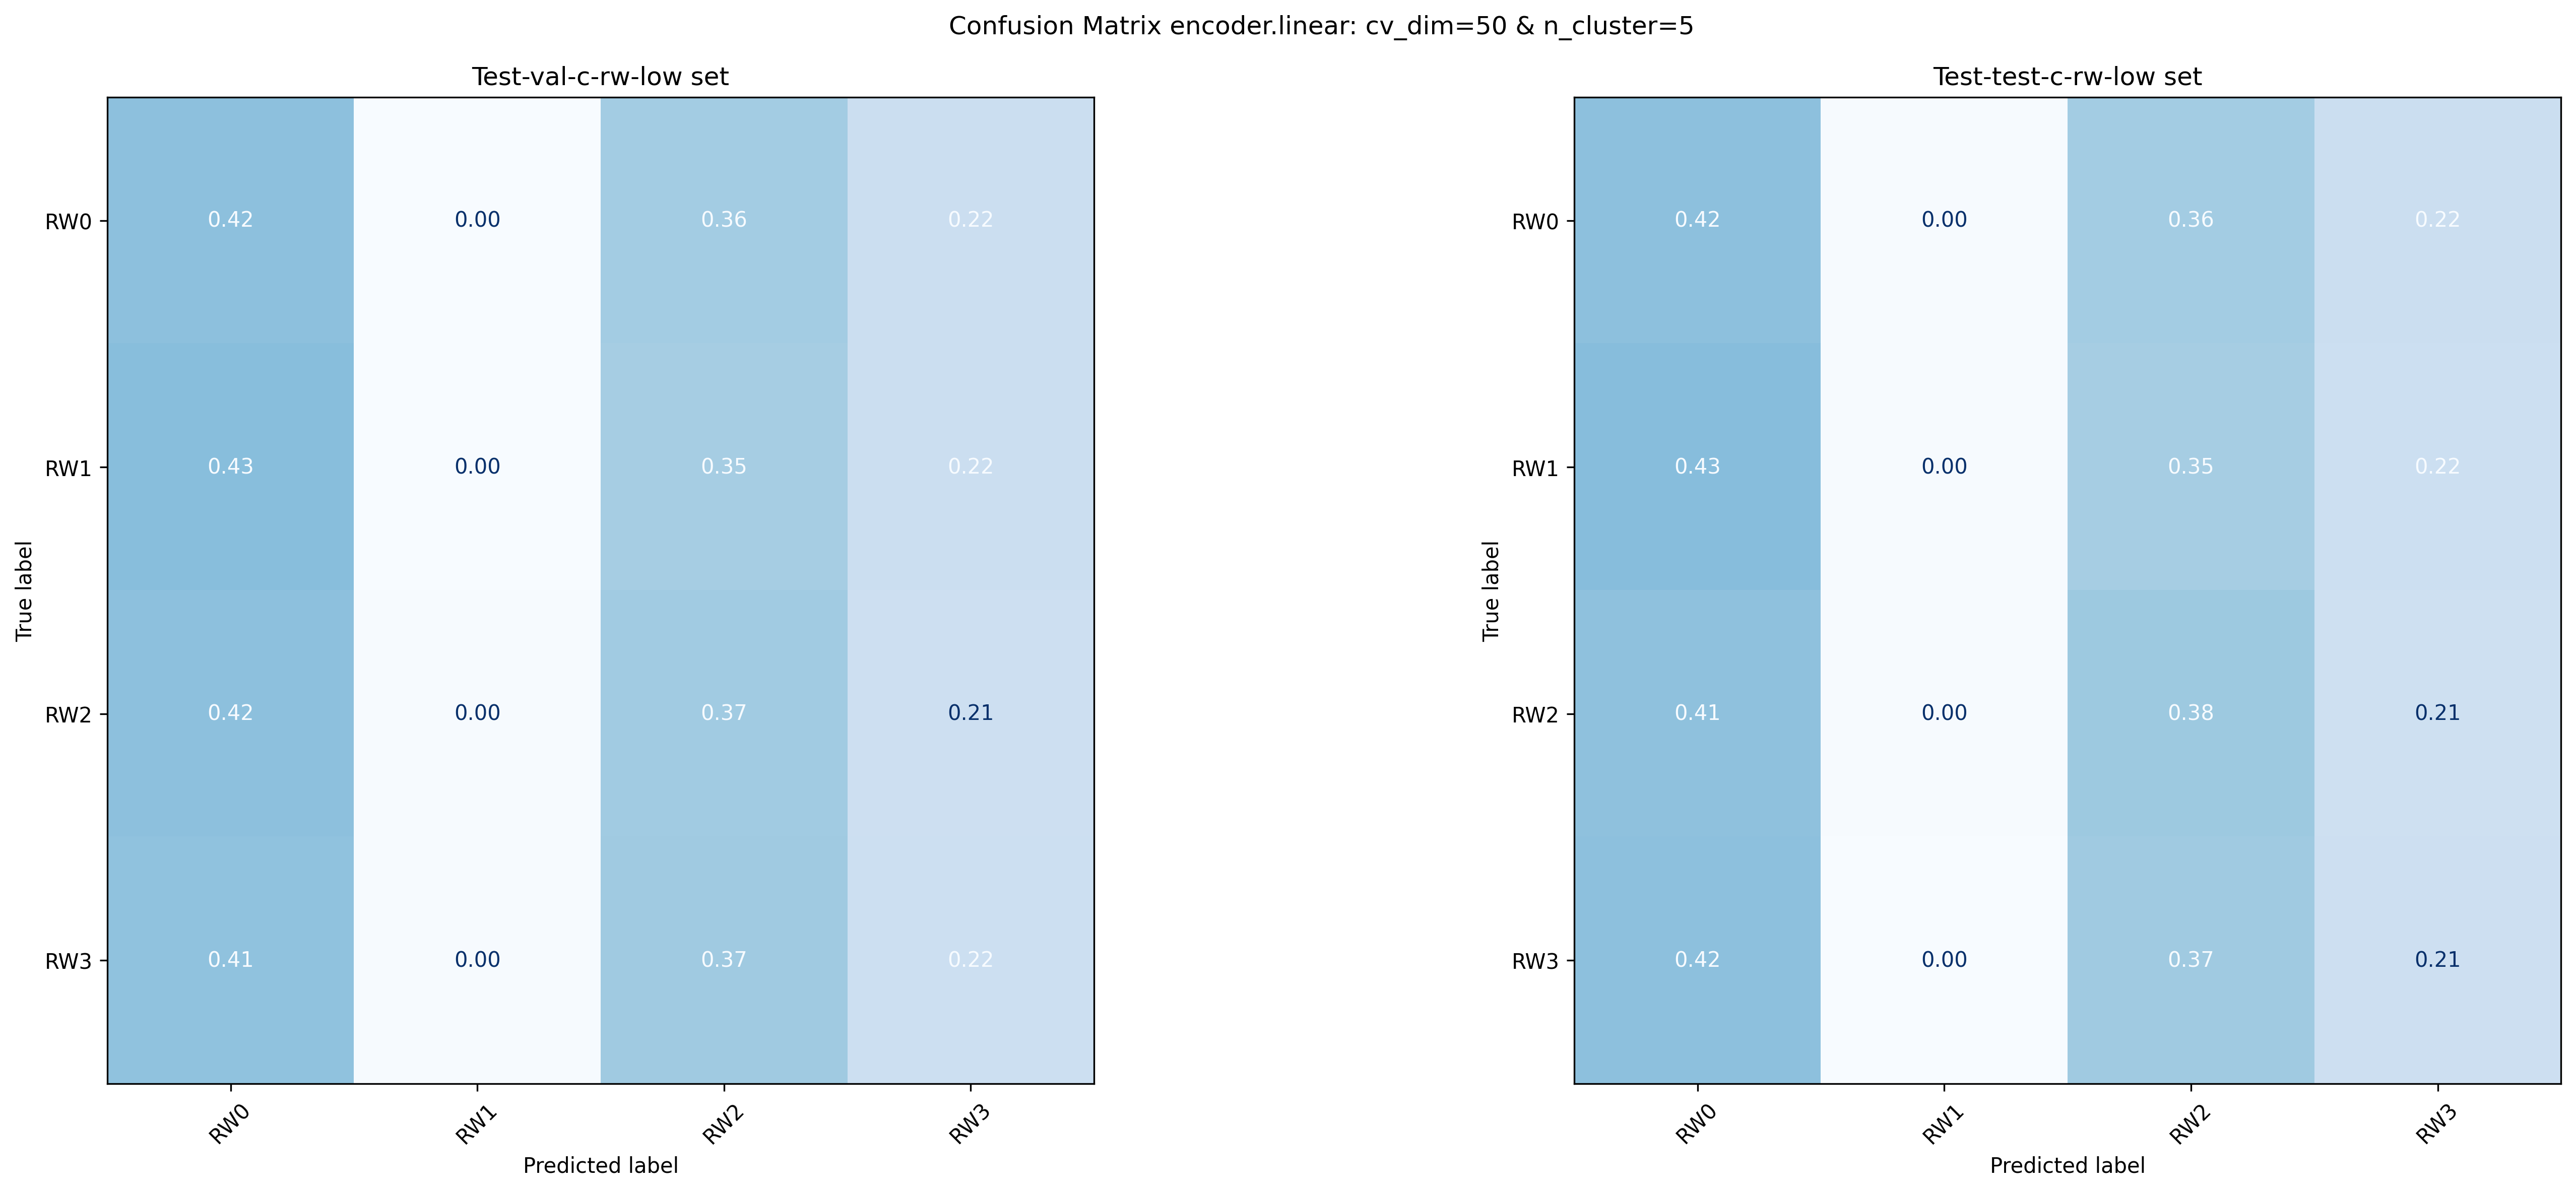 Confusion Matrix encoder.linear: cv_dim=50 & n_cluster=5
Test-val-c-rw-low set
True label
RW0 0.42 0.00 0.36 0.22
RW1 0.43 0.00 0.35 0.22
RW2 0.42 0.00 0.37 0.21
RW3 0.41 0.00 0.37 0.22
RW0 RW1 RW2 RW3
Predicted label
Test-test-c-rw-low set
True label
RW0 0.42 0.00 0.36 0.22
RW1 0.43 0.00 0.35 0.22
RW2 0.41 0.00 0.38 0.21
RW3 0.42 0.00 0.37 0.21
RW0 RW1 RW2 RW3
Predicted label